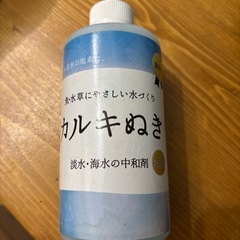 魚・水草にやさしい水づくり
カルキぬき
淡水・海水の中和剤